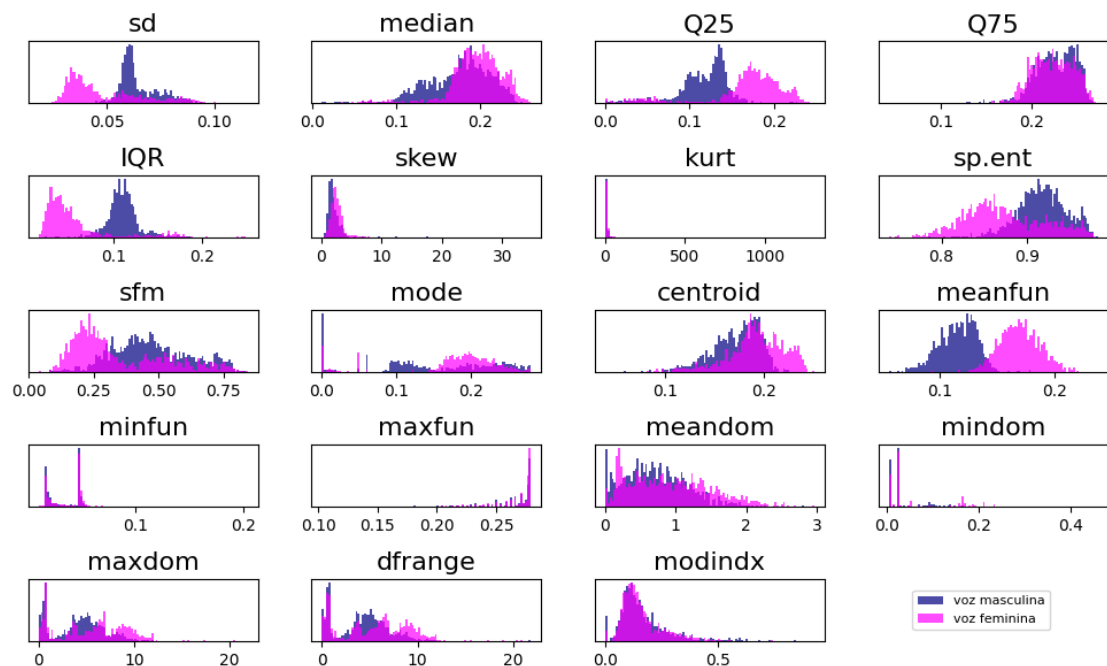 sd
median
Q25
Q75
0.05 0.10
0.0 0.1 0.2
0.0 0.1 0.2
0.1 0.2
IQR
skew
kurt
sp.ent
0.1 0.2
0 10 20 30
0 500 1000
0.8 0.9
sfm
mode
centroid
meanfun
0.00 0.25 0.50 0.75
0.0 0.1 0.2
0.1 0.2
0.1 0.2
minfun
maxfun
meandom
mindom
0.1 0.2
0.10 0.15 0.20 0.25
0 1 2 3
0.0 0.2 0.4
maxdom
dfrange
modindx
0 10 20
0 10 20
0.0 0.5
voz masculina
voz feminina